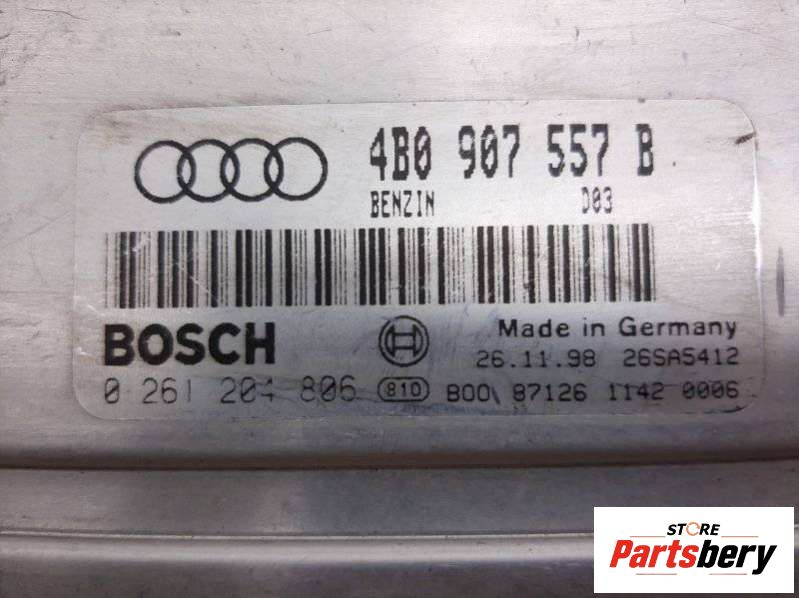 4B0 907 557 B
BENZIN D03
BOSCH
Made in Germany
26.11.98 26SA5412
0 261 204 806 810 B00 87126 1142 0006
STORE
Partsbery